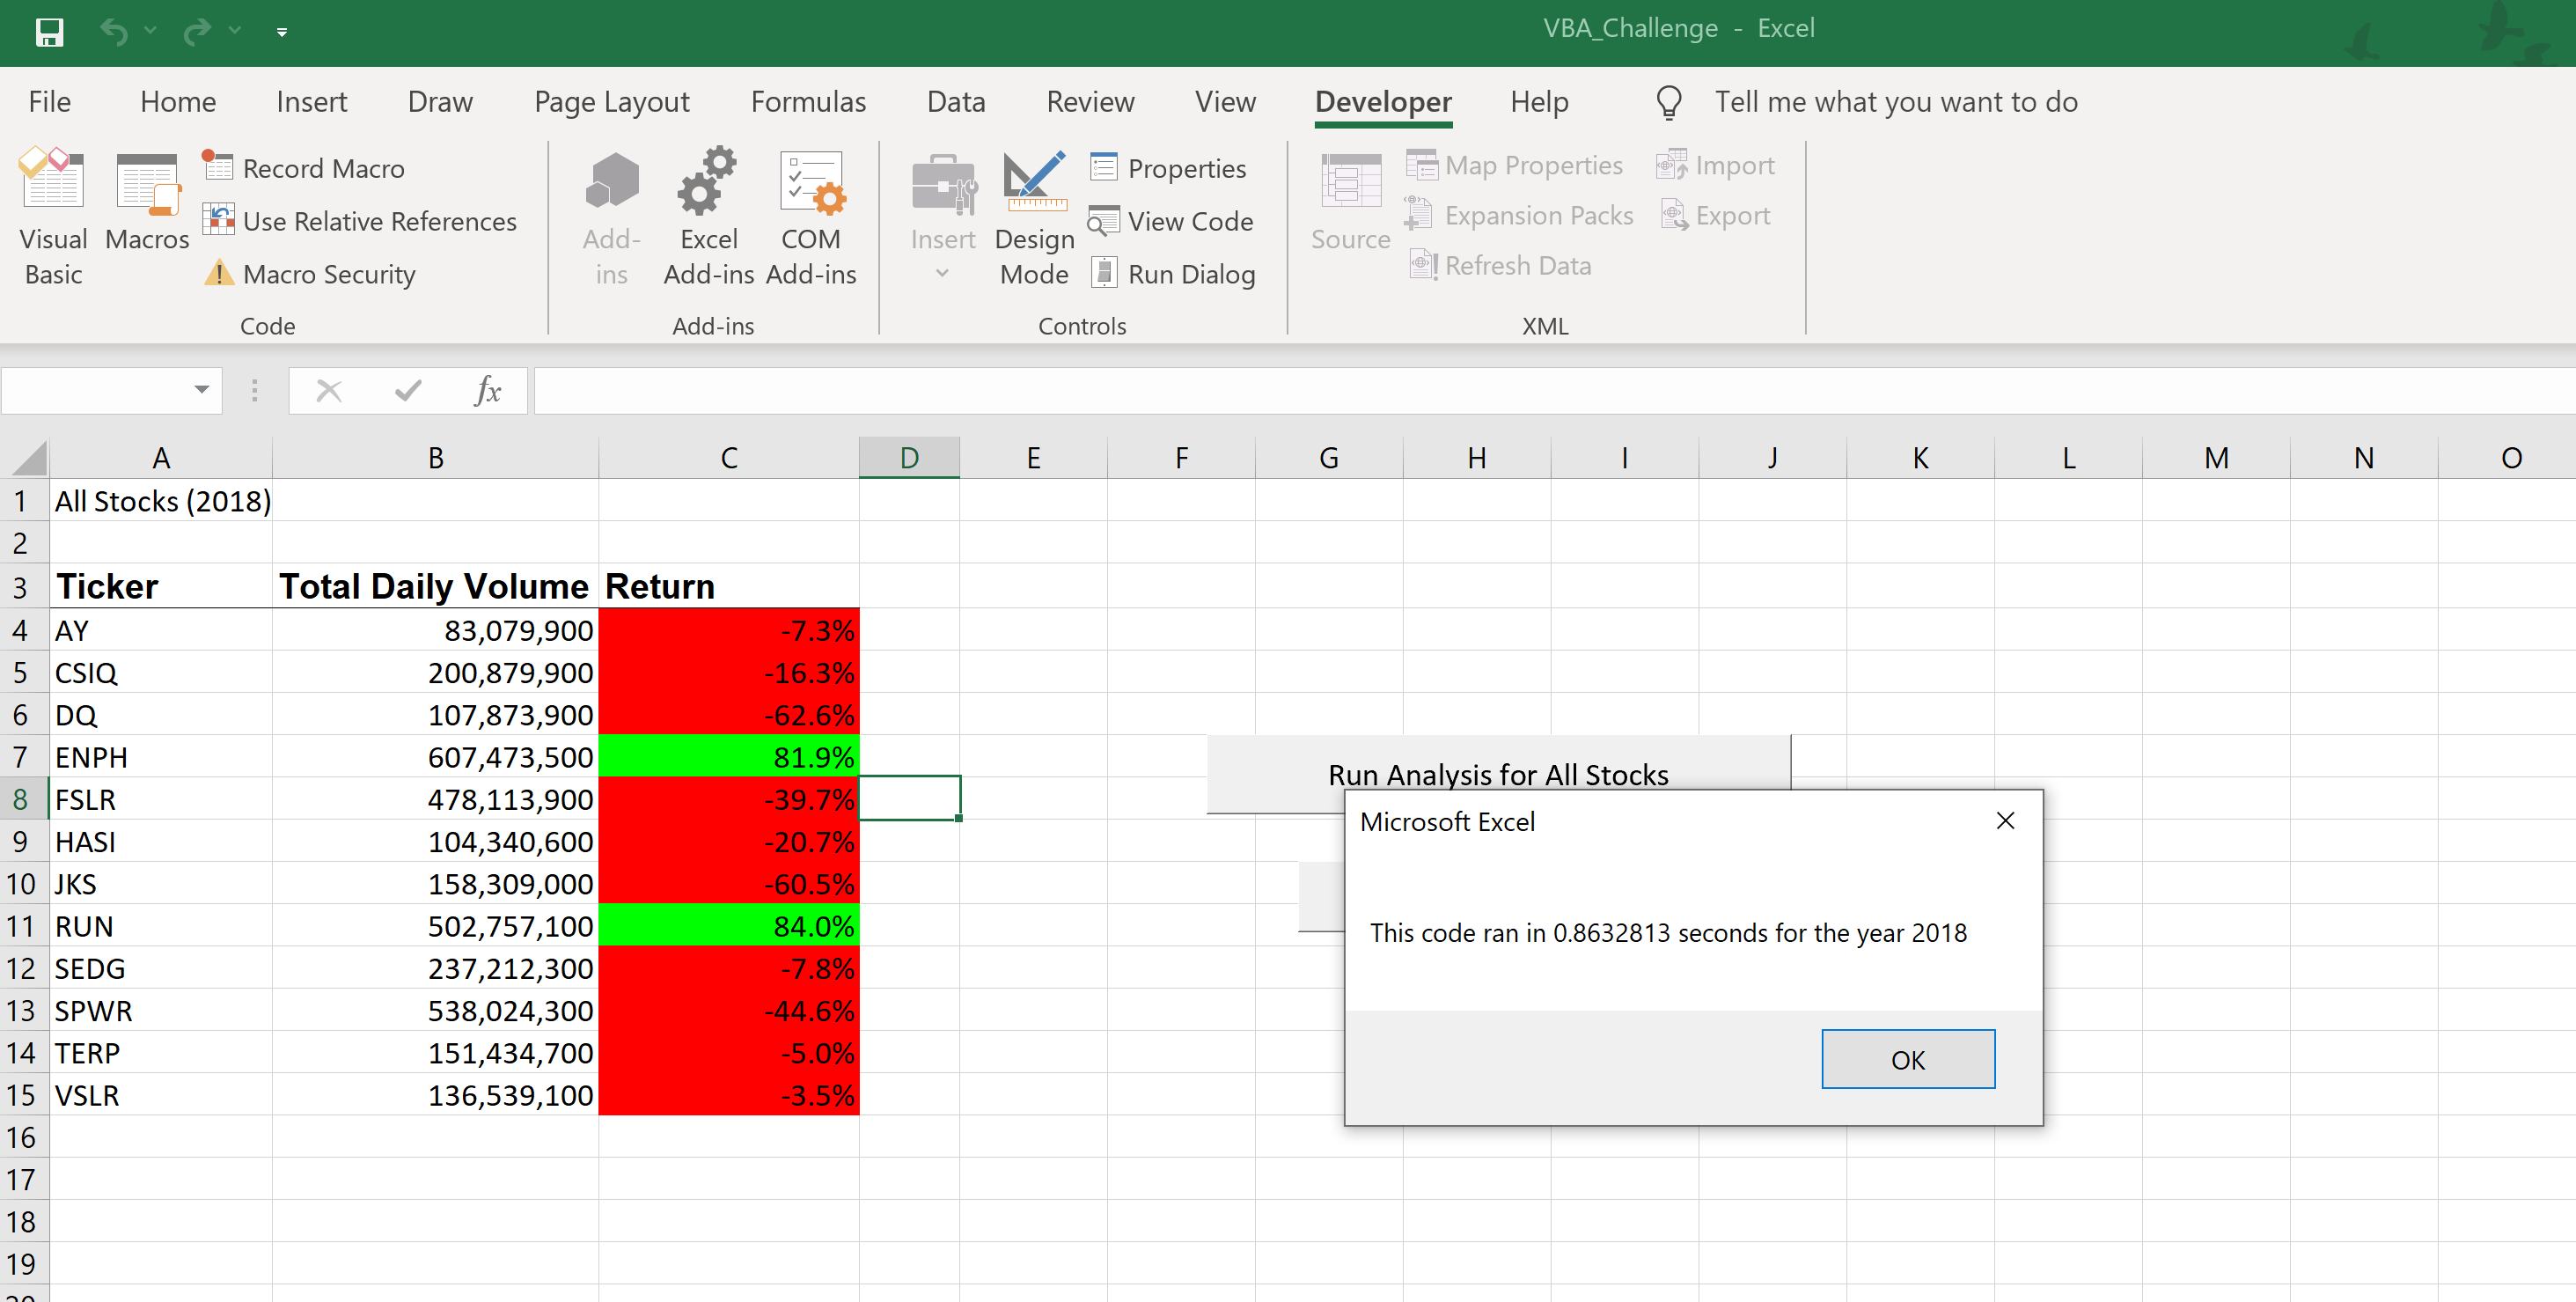 VBA_Challenge - Excel
File Home Insert Draw Page Layout Formulas Data Review View Developer Help Tell me what you want to do
Visual Basic
Macros
Record Macro
Use Relative References
Macro Security
Code
Add-ins
Excel Add-ins
COM Add-ins
Add-ins
Insert
Design Mode
Properties
View Code
Run Dialog
Controls
Source
Map Properties
Expansion Packs
Refresh Data
Import
Export
XML
fx
A B C D E F G H I J K L M N O
1 All Stocks (2018)
2
3 Ticker Total Daily Volume Return
4 AY 83,079,900 -7.3%
5 CSIQ 200,879,900 -16.3%
6 DQ 107,873,900 -62.6%
7 ENPH 607,473,500 81.9%
8 FSLR 478,113,900 -39.7%
9 HASI 104,340,600 -20.7%
10 JKS 158,309,000 -60.5%
11 RUN 502,757,100 84.0%
12 SEDG 237,212,300 -7.8%
13 SPWR 538,024,300 -44.6%
14 TERP 151,434,700 -5.0%
15 VSLR 136,539,100 -3.5%
16
17
18
19
Run Analysis for All Stocks
Microsoft Excel
This code ran in 0.8632813 seconds for the year 2018
OK